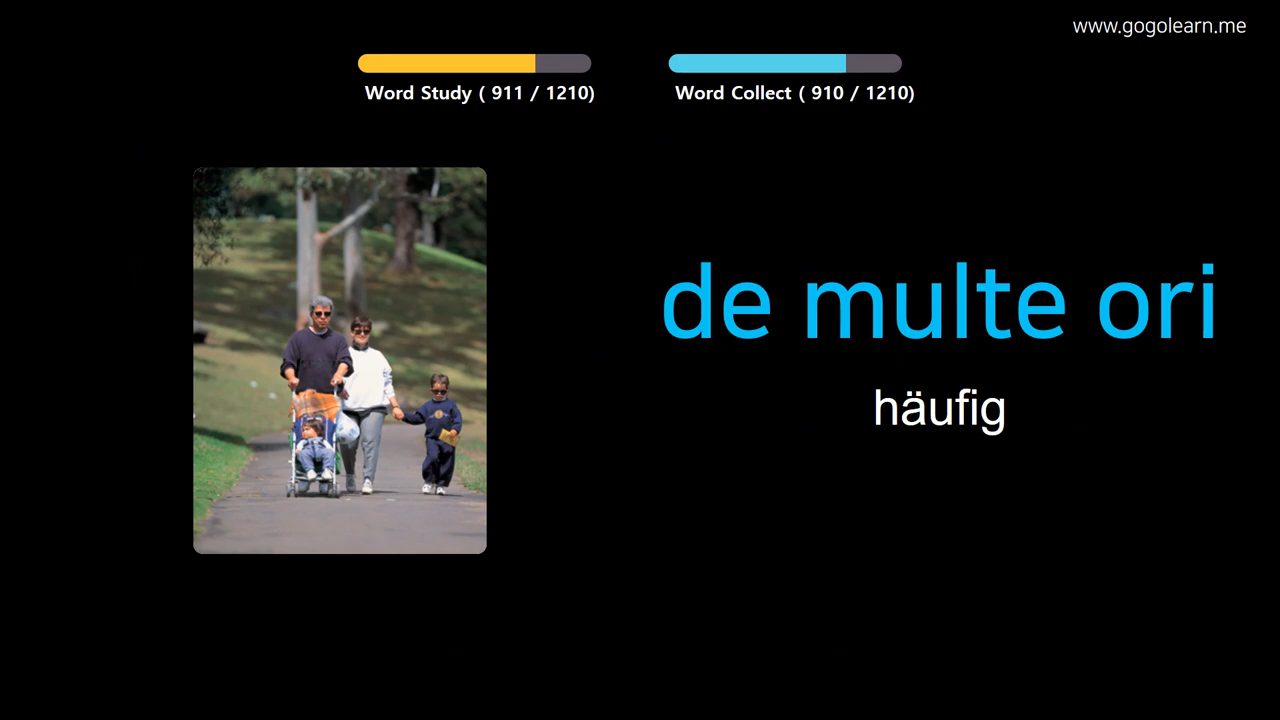 www.gogolearn.me
Word Study ( 911 / 1210)
Word Collect ( 910 / 1210)
de multe ori
häufig